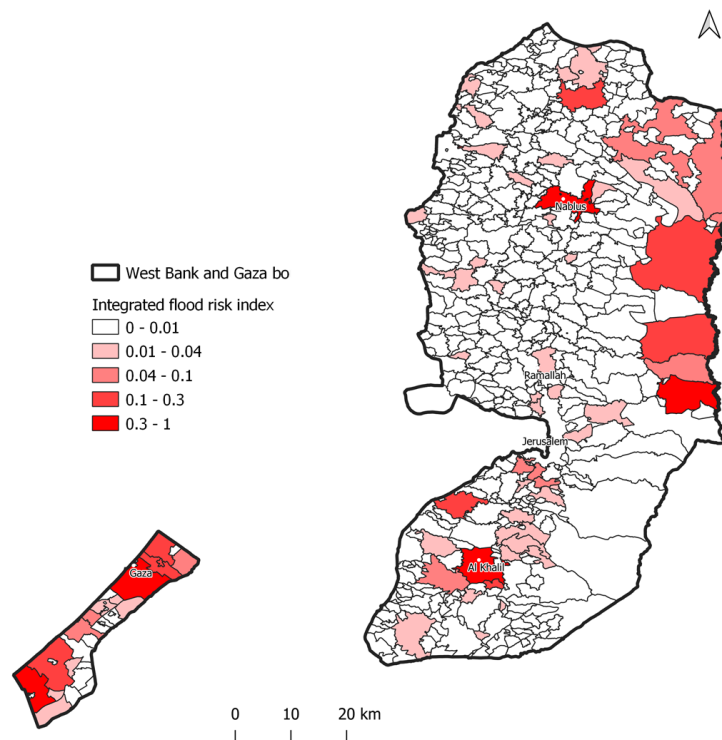 Nablus
West Bank and Gaza bo
Integrated flood risk index
0 - 0.01
0.01 - 0.04
0.04 - 0.1
0.1 - 0.3
0.3 - 1
Ramallah
Jerusalem
Al Khalil
Gaza
0 10 20 km